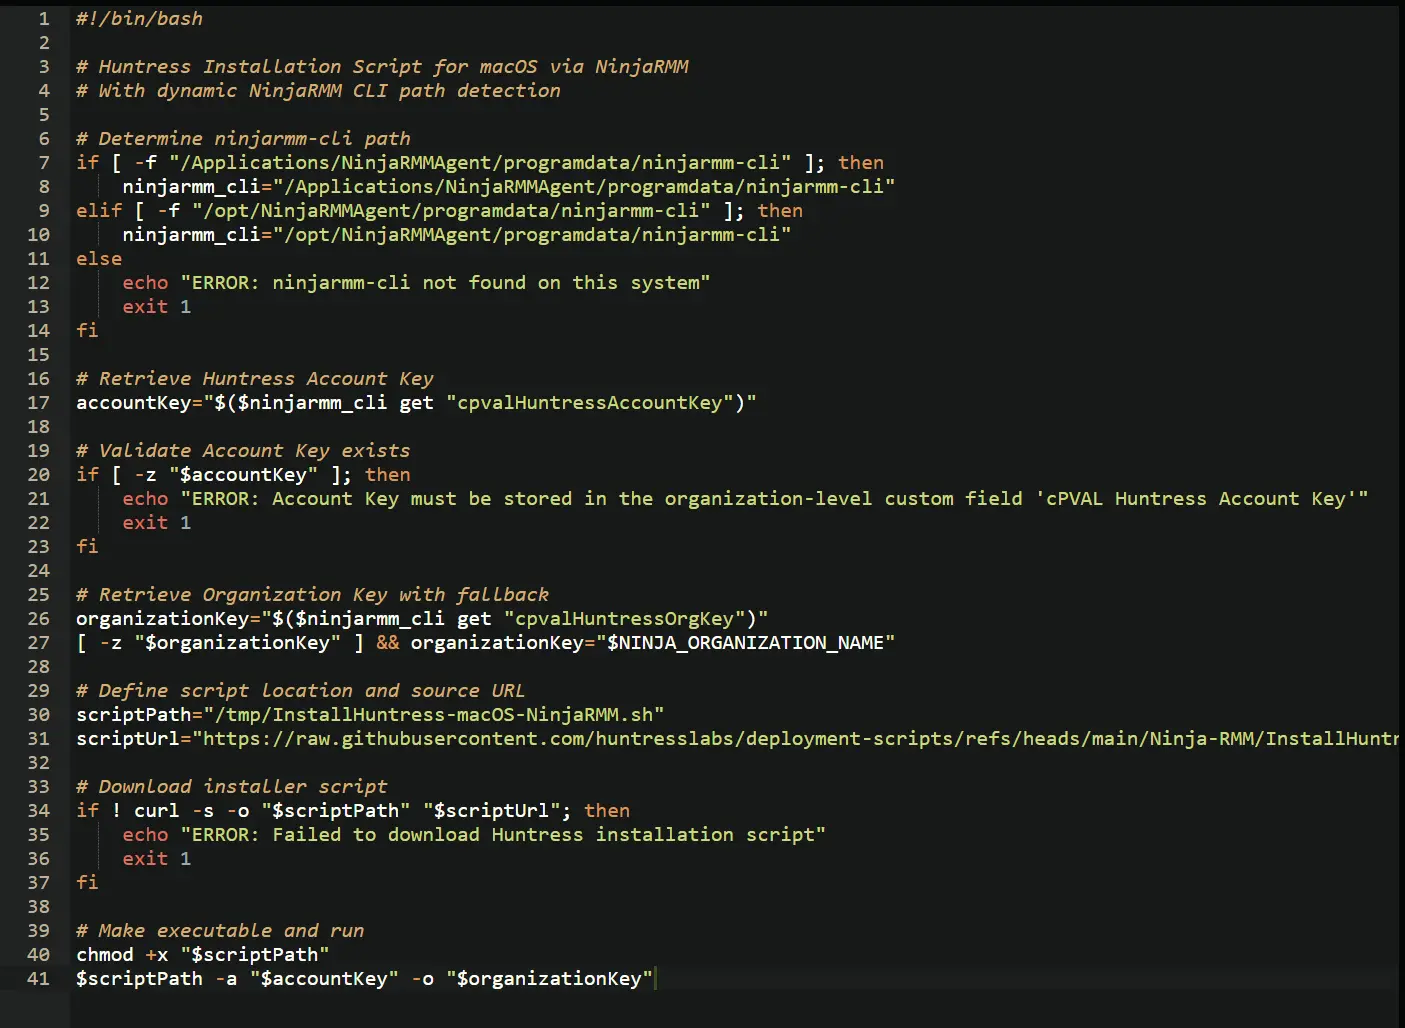 1 #!/bin/bash
2
3 # Huntress Installation Script for macOS via NinjaRMM
4 # With dynamic NinjaRMM CLI path detection
5
6 # Determine ninjarmm-cli path
7 if [ -f "/Applications/NinjaRMMAgent/programdata/ninjarmm-cli" ]; then
8     ninjarmm_cli="/Applications/NinjaRMMAgent/programdata/ninjarmm-cli"
9 elif [ -f "/opt/NinjaRMMAgent/programdata/ninjarmm-cli" ]; then
10     ninjarmm_cli="/opt/NinjaRMMAgent/programdata/ninjarmm-cli"
11 else
12     echo "ERROR: ninjarmm-cli not found on this system"
13     exit 1
14 fi
15
16 # Retrieve Huntress Account Key
17 accountKey="$($ninjarmm_cli get "cpvalHuntressAccountKey")"
18
19 # Validate Account Key exists
20 if [ -z "$accountKey" ]; then
21     echo "ERROR: Account Key must be stored in the organization-level custom field 'cPVAL Huntress Account Key'"
22     exit 1
23 fi
24
25 # Retrieve Organization Key with fallback
26 organizationKey="$($ninjarmm_cli get "cpvalHuntressOrgKey")"
27 [ -z "$organizationKey" ] && organizationKey="$NINJA_ORGANIZATION_NAME"
28
29 # Define script location and source URL
30 scriptPath="/tmp/InstallHuntress-macOS-NinjaRMM.sh"
31 scriptUrl="https://raw.githubusercontent.com/huntresslabs/deployment-scripts/refs/heads/main/Ninja-RMM/InstallHuntr
32
33 # Download installer script
34 if ! curl -s -o "$scriptPath" "$scriptUrl"; then
35     echo "ERROR: Failed to download Huntress installation script"
36     exit 1
37 fi
38
39 # Make executable and run
40 chmod +x "$scriptPath"
41 $scriptPath -a "$accountKey" -o "$organizationKey"